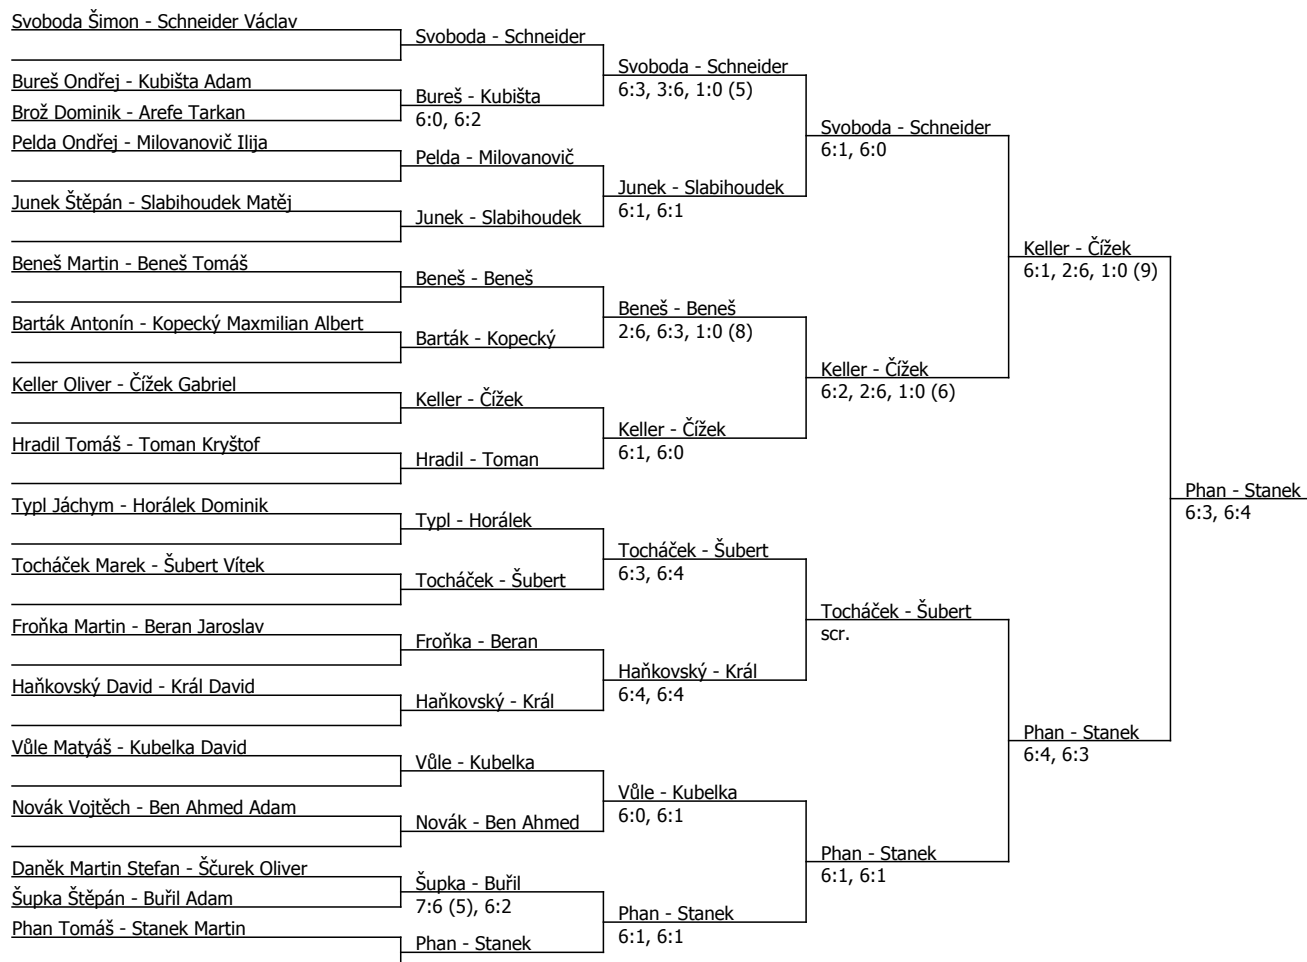 Svoboda Šimon - Schneider Václav
Bureš Ondřej - Kubišta Adam
Brož Dominik - Arefe Tarkan
Pelda Ondřej - Milovanovič Ilija
Junek Štěpán - Slabihoudek Matěj
Beneš Martin - Beneš Tomáš
Barták Antonín - Kopecký Maxmilian Albert
Keller Oliver - Čížek Gabriel
Hradil Tomáš - Toman Kryštof
Typl Jáchym - Horálek Dominik
Tocháček Marek - Šubert Vítek
Froňka Martin - Beran Jaroslav
Haňkovský David - Král David
Vůle Matyáš - Kubelka David
Novák Vojtěch - Ben Ahmed Adam
Daněk Martin Stefan - Ščurek Oliver
Šupka Štěpán - Buřil Adam
Phan Tomáš - Stanek Martin
Svoboda - Schneider
Bureš - Kubišta
6:0, 6:2
Pelda - Milovanovič
Junek - Slabihoudek
Beneš - Beneš
Barták - Kopecký
Keller - Čížek
Hradil - Toman
Typl - Horálek
Tocháček - Šubert
Froňka - Beran
Haňkovský - Král
Vůle - Kubelka
Novák - Ben Ahmed
Šupka - Buřil
7:6 (5), 6:2
Phan - Stanek
Svoboda - Schneider
6:3, 3:6, 1:0 (5)
Junek - Slabihoudek
6:1, 6:1
Beneš - Beneš
2:6, 6:3, 1:0 (8)
Keller - Čížek
6:1, 6:0
Tocháček - Šubert
6:3, 6:4
Haňkovský - Král
6:4, 6:4
Vůle - Kubelka
6:0, 6:1
Phan - Stanek
6:1, 6:1
Svoboda - Schneider
6:1, 6:0
Keller - Čížek
6:2, 2:6, 1:0 (6)
Tocháček - Šubert
scr.
Phan - Stanek
6:1, 6:1
Keller - Čížek
6:1, 2:6, 1:0 (9)
Phan - Stanek
6:4, 6:3
Phan - Stanek
6:3, 6:4